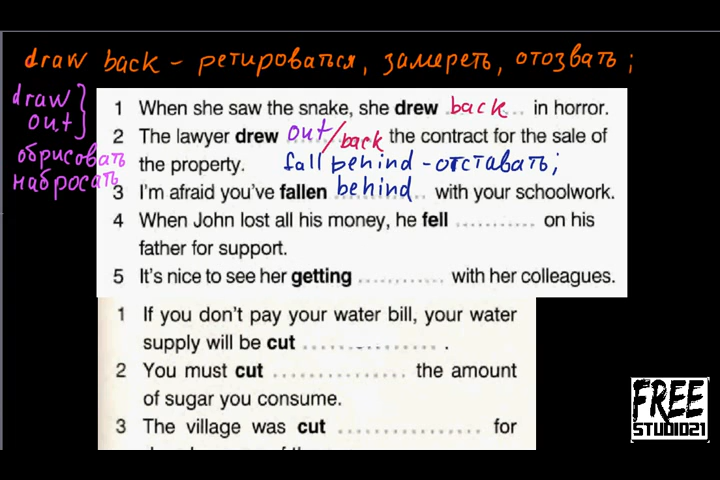 draw back - ретироваться, замереть, отозвать;
draw
out
обрисовать
набросать
1 When she saw the snake, she drew back in horror.
2 The lawyer drew out/back the contract for the sale of
the property. fall behind - отставать;
3 I'm afraid you've fallen behind with your schoolwork.
4 When John lost all his money, he fell ........... on his
father for support.
5 It's nice to see her getting ........... with her colleagues.
1 If you don't pay your water bill, your water
supply will be cut .................. .
2 You must cut .................. the amount
of sugar you consume.
3 The village was cut .................. for
FREE
STUDIO21